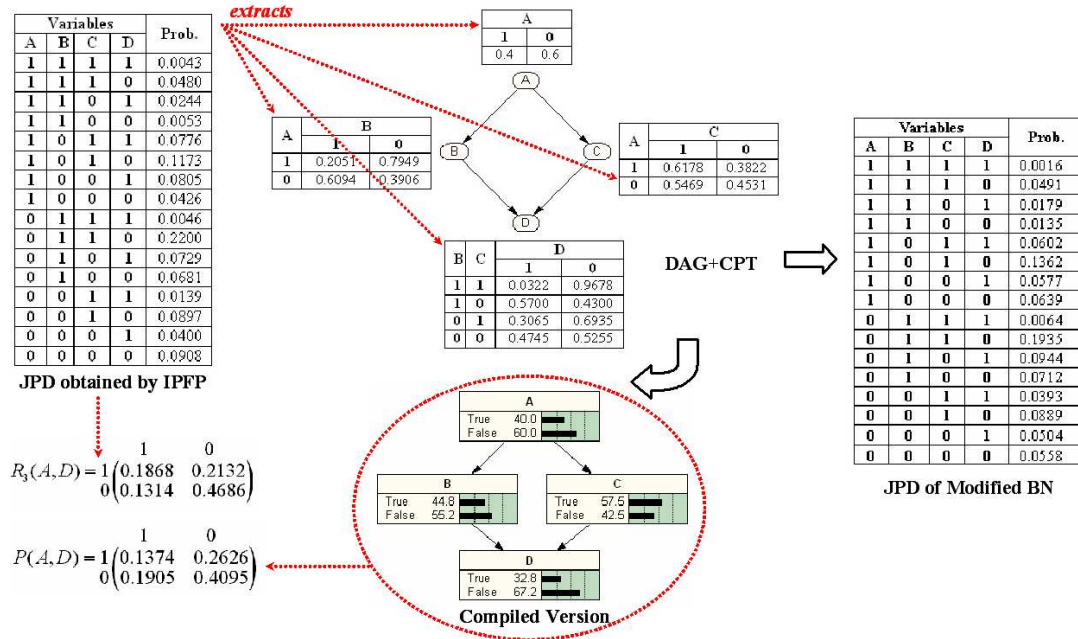 Variables Prob.
A B C D
1 1 1 1 0.0043
1 1 1 0 0.0480
1 1 0 1 0.0244
1 1 0 0 0.0053
1 0 1 1 0.0776
1 0 1 0 0.1173
1 0 0 1 0.0805
1 0 0 0 0.0426
0 1 1 1 0.0046
0 1 1 0 0.2200
0 1 0 1 0.0729
0 1 0 0 0.0681
0 0 1 1 0.0139
0 0 1 0 0.0897
0 0 0 1 0.0400
0 0 0 0 0.0908
JPD obtained by IPFP
extracts
A
1 0
0.4 0.6
A
B
C
D
A B
1 0
1 0.2051 0.7949
0 0.6094 0.3906
A C
1 0
1 0.6178 0.3822
0 0.5469 0.4531
B C D
1 0
1 1 0.0322 0.9678
1 0 0.5700 0.4300
0 1 0.3065 0.6935
0 0 0.4745 0.5255
DAG+CPT
Variables Prob.
A B C D
1 1 1 1 0.0016
1 1 1 0 0.0491
1 1 0 1 0.0179
1 1 0 0 0.0135
1 0 1 1 0.0602
1 0 1 0 0.1362
1 0 0 1 0.0577
1 0 0 0 0.0639
0 1 1 1 0.0064
0 1 1 0 0.1935
0 1 0 1 0.0944
0 1 0 0 0.0712
0 0 1 1 0.0393
0 0 1 0 0.0889
0 0 0 1 0.0504
0 0 0 0 0.0558
JPD of Modified BN
1 0
R3(A,D) = 1 (0.1868 0.2132)
0 (0.1314 0.4686)
1 0
P(A,D) = 1 (0.1374 0.2626)
0 (0.1905 0.4095)
A
True 40.0
False 60.0
B
True 44.8
False 55.2
C
True 57.5
False 42.5
D
True 32.8
False 67.2
Compiled Version